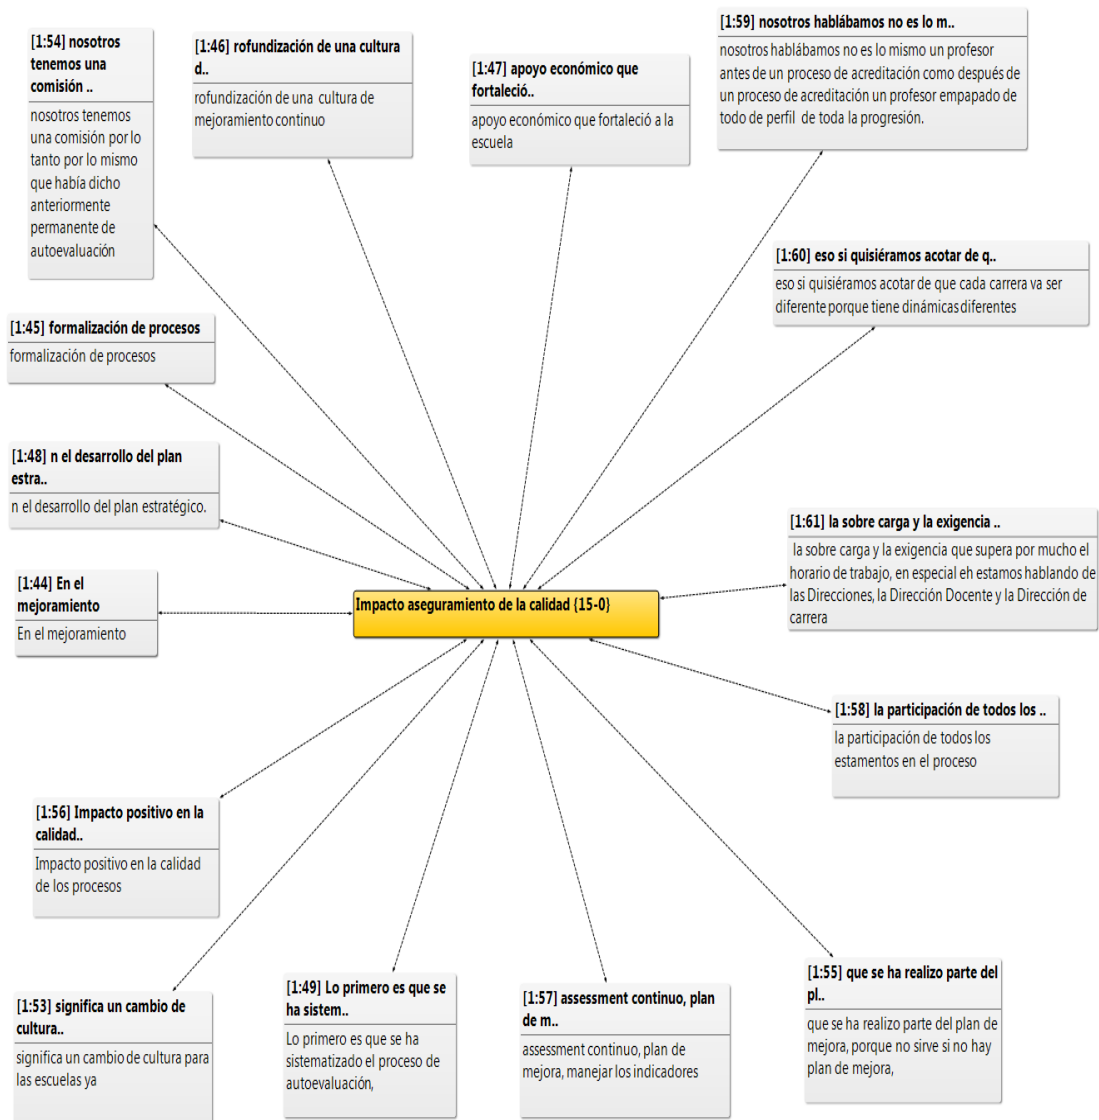 [1:54] nosotros
tenemos una
comisión ..
nosotros tenemos
una comisión por lo
tanto por lo mismo
que había dicho
anteriormente
permanente de
autoevaluación
[1:46] rofundización de una cultura
d..
rofundización de una cultura de
mejoramiento continuo
[1:47] apoyo económico que
fortaleció..
apoyo económico que fortaleció a la
escuela
[1:59] nosotros hablábamos no es lo m..
nosotros hablábamos no es lo mismo un profesor
antes de un proceso de acreditación como después de
un proceso de acreditación un profesor empapado de
todo de perfil de toda la progresión.
[1:60] eso si quisiéramos acotar de q..
eso si quisiéramos acotar de que cada carrera va ser
diferente porque tiene dinámicas diferentes
[1:45] formalización de procesos
formalización de procesos
[1:48] n el desarrollo del plan
estra..
n el desarrollo del plan estratégico.
[1:44] En el
mejoramiento
En el mejoramiento
Impacto aseguramiento de la calidad {15-0}
[1:61] la sobre carga y la exigencia ..
la sobre carga y la exigencia que supera por mucho el
horario de trabajo, en especial eh estamos hablando de
las Direcciones, la Dirección Docente y la Dirección de
carrera
[1:58] la participación de todos los ..
la participación de todos los
estamentos en el proceso
[1:56] Impacto positivo en la
calidad..
Impacto positivo en la calidad
de los procesos
[1:53] significa un cambio de
cultura..
significa un cambio de cultura para
las escuelas ya
[1:49] Lo primero es que se
ha sistem..
Lo primero es que se ha
sistematizado el proceso de
autoevaluación,
[1:57] assessment continuo, plan
de m..
assessment continuo, plan de
mejora, manejar los indicadores
[1:55] que se ha realizo parte del
pl..
que se ha realizo parte del plan de
mejora, porque no sirve si no hay
plan de mejora,